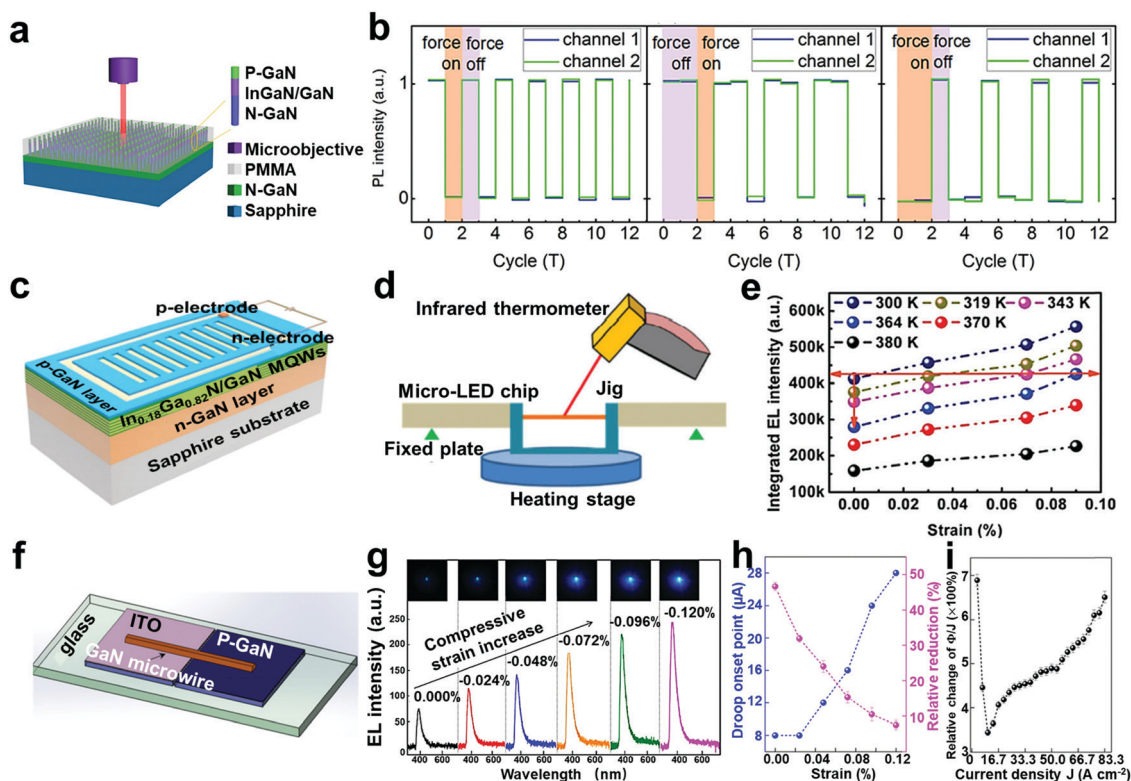 a
P-GaN
InGaN/GaN
N-GaN
Microobjective
PMMA
N-GaN
Sapphire
b
force on
force off
channel 1
channel 2
force off
force on
channel 1
channel 2
force on
force off
channel 1
channel 2
PL intensity (a.u.)
1
0
0 2 4 6 8 10 12
0 2 4 6 8 10 12
0 2 4 6 8 10 12
Cycle (T)
Cycle (T)
Cycle (T)
c
p-electrode
n-electrode
p-GaN layer
In0.18Ga0.82N/GaN MQWs
n-GaN layer
Sapphire substrate
d
Infrared thermometer
Micro-LED chip
Jig
Fixed plate
Heating stage
e
Integrated EL intensity (a.u.)
600k
500k
400k
300k
200k
100k
300 K 319 K 343 K
364 K 370 K
380 K
0.00 0.02 0.04 0.06 0.08 0.10
Strain (%)
f
glass
ITO
P-GaN
GaN microwire
g
EL intensity (a.u.)
200
150
100
50
0
Compressive
strain increase
0.000%
-0.024%
-0.048%
-0.072%
-0.096%
-0.120%
400 600 400 600 400 600 400 600 400 600 400 600
Wavelength (nm)
h
Droop onset point (μA)
28
24
20
16
12
8
Relative reduction (%)
50
40
30
20
10
0.00 0.04 0.08 0.12
Strain (%)
i
Relative change of α/J (×100%)
7
6
5
4
3
0 16.7 33.3 50.0 66.7 83.3
Current density (A cm-2)